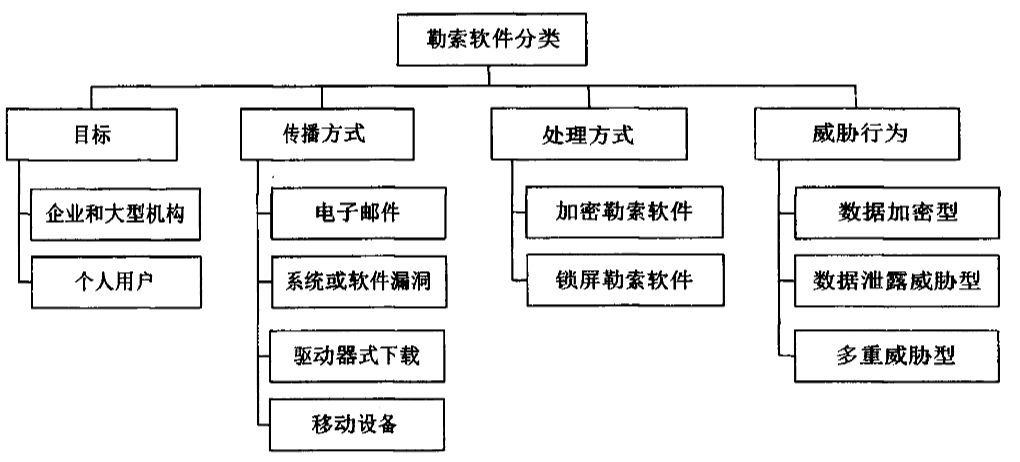 勒索软件分类
目标
企业和大型机构
个人用户
传播方式
电子邮件
系统或软件漏洞
驱动器式下载
移动设备
处理方式
加密勒索软件
锁屏勒索软件
威胁行为
数据加密型
数据泄露威胁型
多重威胁型